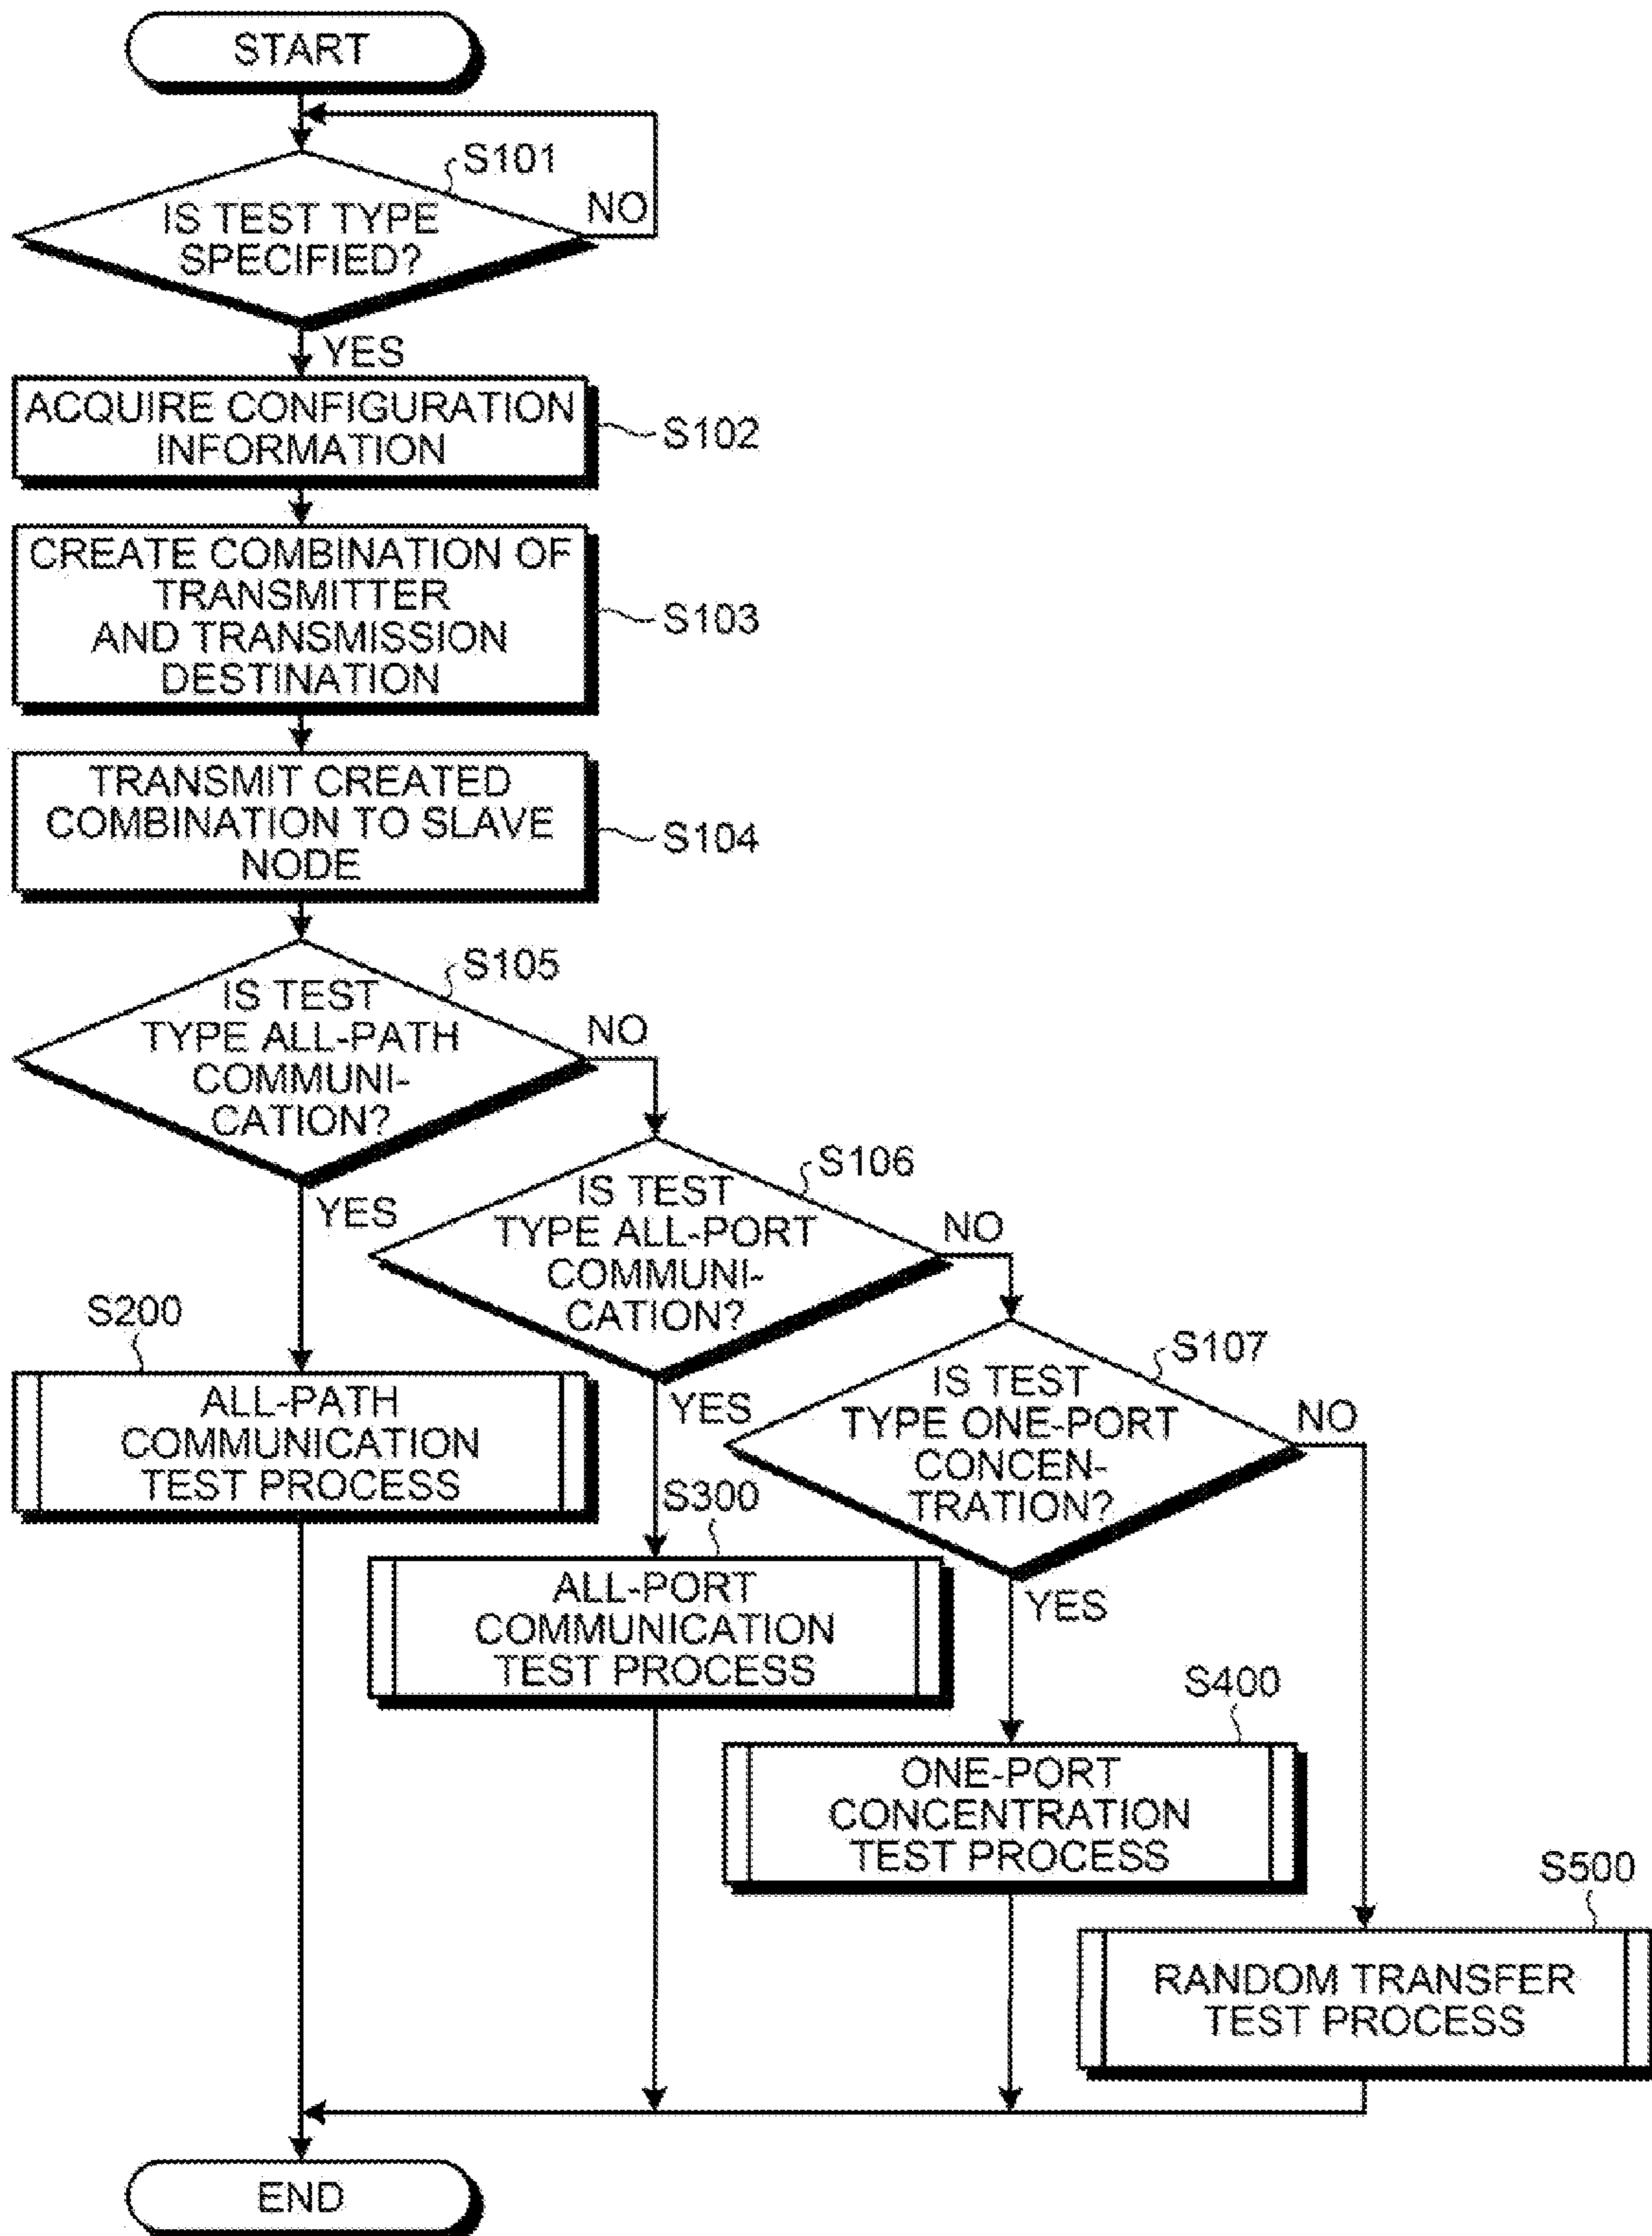 START
S101
IS TEST TYPE
SPECIFIED?
NO
YES
ACQUIRE CONFIGURATION
INFORMATION
S102
CREATE COMBINATION OF
TRANSMITTER
AND TRANSMISSION
DESTINATION
S103
TRANSMIT CREATED
COMBINATION TO SLAVE
NODE
S104
S105
IS TEST
TYPE ALL-PATH
COMMUNI-
CATION?
NO
YES
S106
IS TEST
TYPE ALL-PORT
COMMUNI-
CATION?
NO
YES
S107
IS TEST
TYPE ONE-PORT
CONCEN-
TRATION?
NO
YES
S200
ALL-PATH
COMMUNICATION
TEST PROCESS
S300
ALL-PORT
COMMUNICATION
TEST PROCESS
S400
ONE-PORT
CONCENTRATION
TEST PROCESS
S500
RANDOM TRANSFER
TEST PROCESS
END